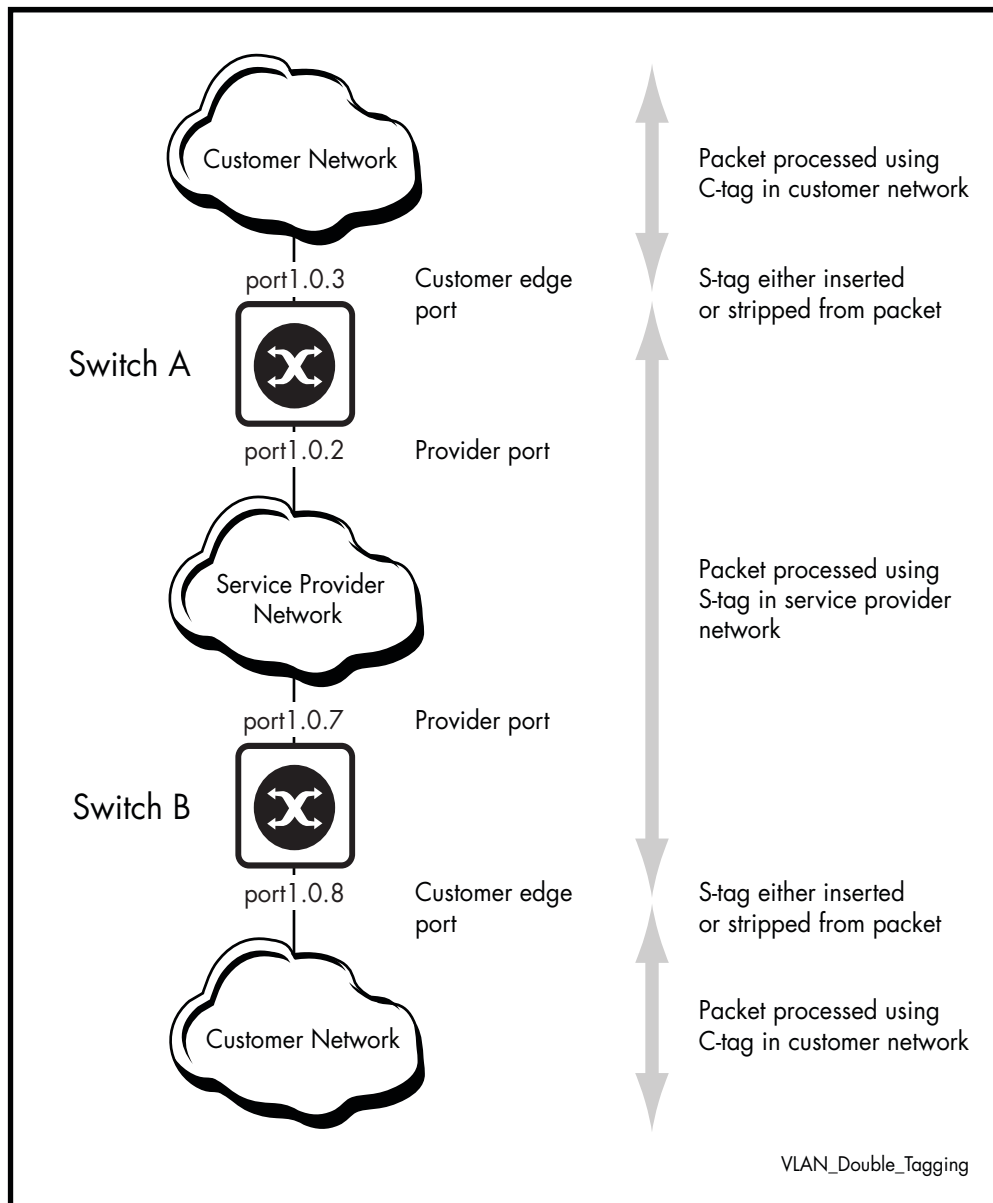 Customer Network
Packet processed using
C-tag in customer network
port1.0.3
Customer edge
port
S-tag either inserted
or stripped from packet
Switch A
port1.0.2
Provider port
Service Provider
Network
Packet processed using
S-tag in service provider
network
port1.0.7
Provider port
Switch B
port1.0.8
Customer edge
port
S-tag either inserted
or stripped from packet
Customer Network
Packet processed using
C-tag in customer network
VLAN_Double_Tagging